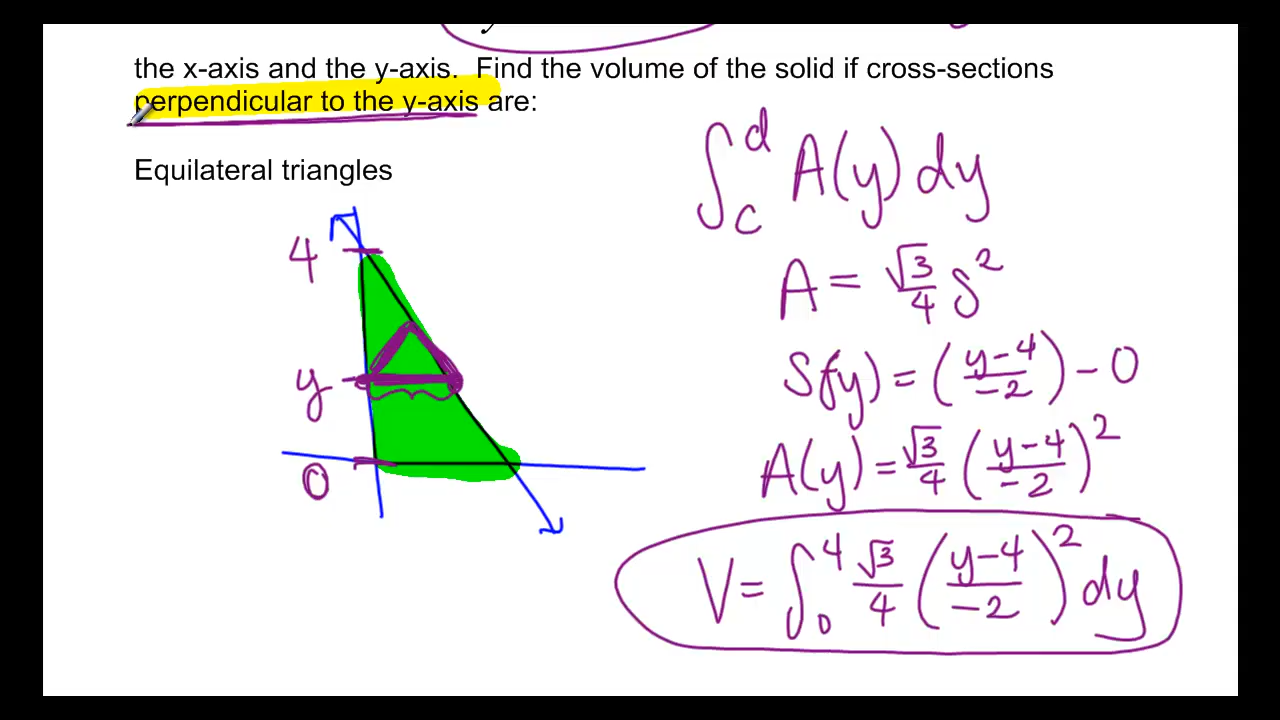 the x-axis and the y-axis. Find the volume of the solid if cross-sections
perpendicular to the y-axis are:
Equilateral triangles
∫_c^d A(y) dy
A = √3/4 s²
S(y) = ((y-4)/-2) - 0
A(y) = √3/4 ((y-4)/-2)²
V = ∫_0^4 √3/4 ((y-4)/-2)² dy
4
y
0